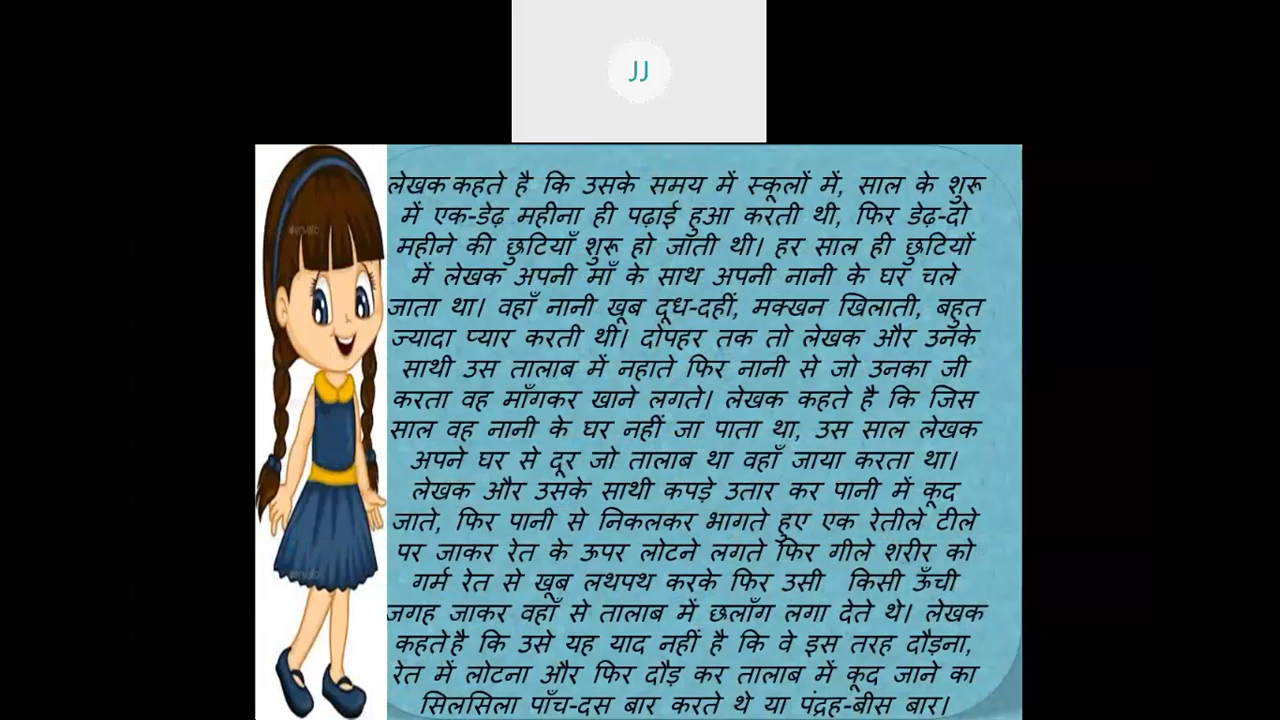 JJ
लेखक कहते है कि उसके समय में स्कूलों में, साल के शुरू
में एक-डेढ़ महीना ही पढ़ाई हुआ करती थी, फिर डेढ़-दो
महीने की छुटियाँ शुरू हो जाती थी। हर साल ही छुटियों
में लेखक अपनी माँ के साथ अपनी नानी के घर चले
जाता था। वहाँ नानी खूब दूध-दहीं, मक्खन खिलाती, बहुत
ज्यादा प्यार करती थी। दोपहर तक तो लेखक और उनके
साथी उस तालाब में नहाते फिर नानी से जो उनका जी
करता वह माँगकर खाने लगते। लेखक कहते है कि जिस
साल वह नानी के घर नहीं जा पाता था, उस साल लेखक
अपने घर से दूर जो तालाब था वहाँ जाया करता था।
लेखक और उसके साथी कपड़े उतार कर पानी में कूद
जाते, फिर पानी से निकलकर भागते हुए एक रेतीले टीले
पर जाकर रेत के ऊपर लोटने लगते फिर गीले शरीर को
गर्म रेत से खूब लथपथ करके फिर उसी किसी ऊँची
जगह जाकर वहाँ से तालाब में छलाँग लगा देते थे। लेखक
कहते है कि उसे यह याद नहीं है कि वे इस तरह दौड़ना,
रेत में लोटना और फिर दौड़ कर तालाब में कूद जाने का
सिलसिला पाँच-दस बार करते थे या पंद्रह-बीस बार।